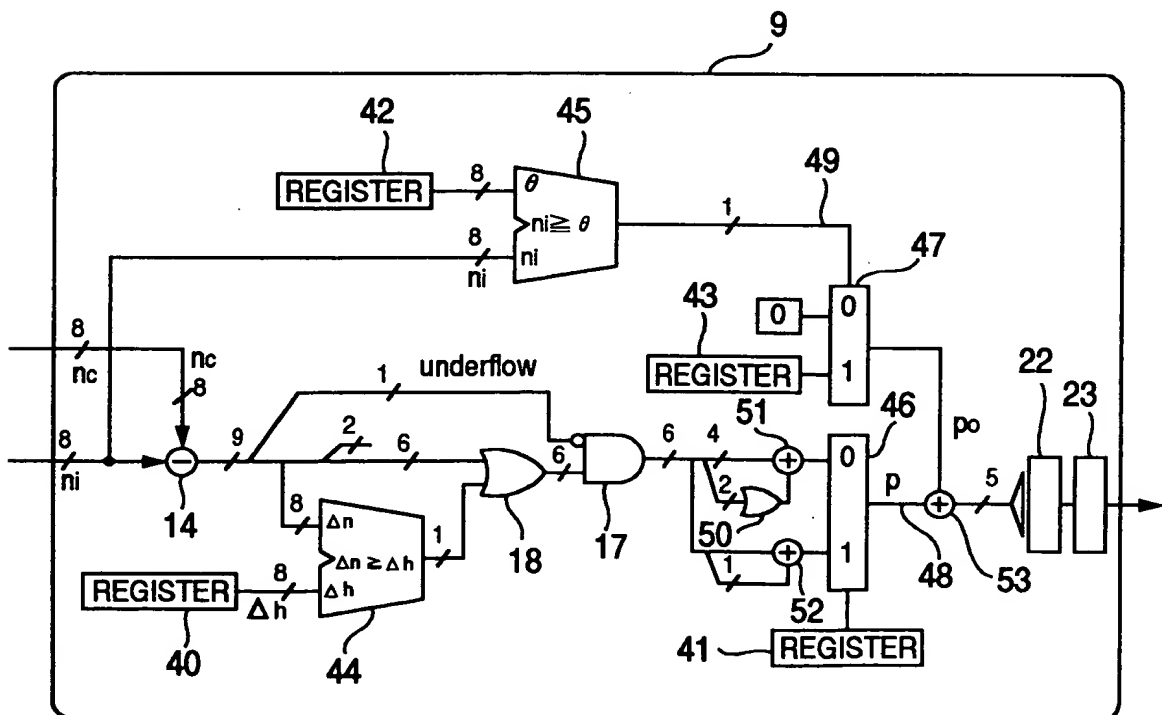 9
42
45
REGISTER
8
θ
ni ≧ θ
8
ni
ni
1
49
47
0
0
43
REGISTER
1
8
nc
nc
8
1
underflow
51
46
22
23
po
8
ni
9
2
6
6
6
4
0
14
18
17
2
50
p
5
8
Δn
Δn ≥ Δh
Δh
1
1
1
52
48
53
REGISTER
8
Δh
40
44
41
REGISTER